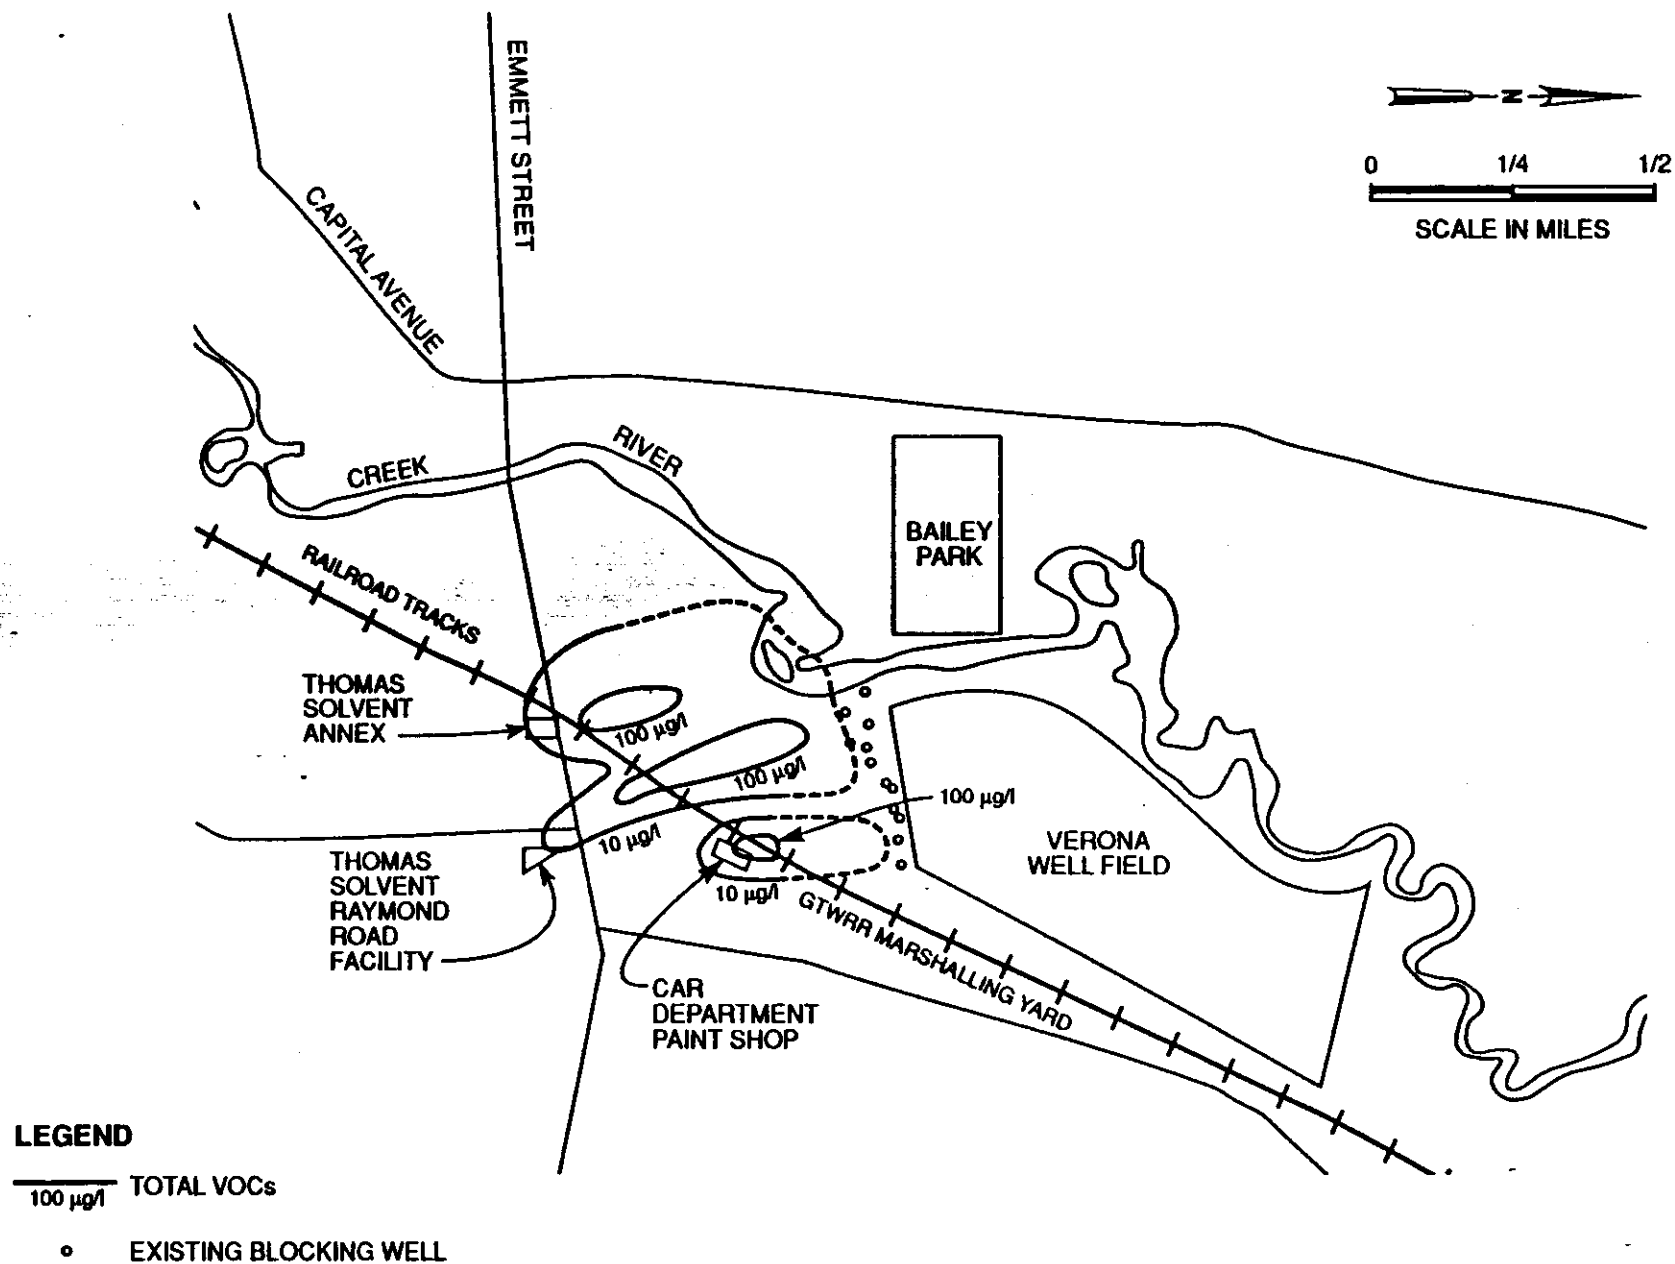 EMMETT STREET
N
0 1/4 1/2
SCALE IN MILES
CAPITAL AVENUE
RIVER
CREEK
BAILEY
PARK
RAILROAD TRACKS
THOMAS
SOLVENT
ANNEX
100 µg/l
100 µg/l
100 µg/l
10 µg/l
VERONA
WELL FIELD
THOMAS
SOLVENT
RAYMOND
ROAD
FACILITY
10 µg/l
GTWRR MARSHALLING YARD
CAR
DEPARTMENT
PAINT SHOP
LEGEND
100 µg/l TOTAL VOCs
EXISTING BLOCKING WELL